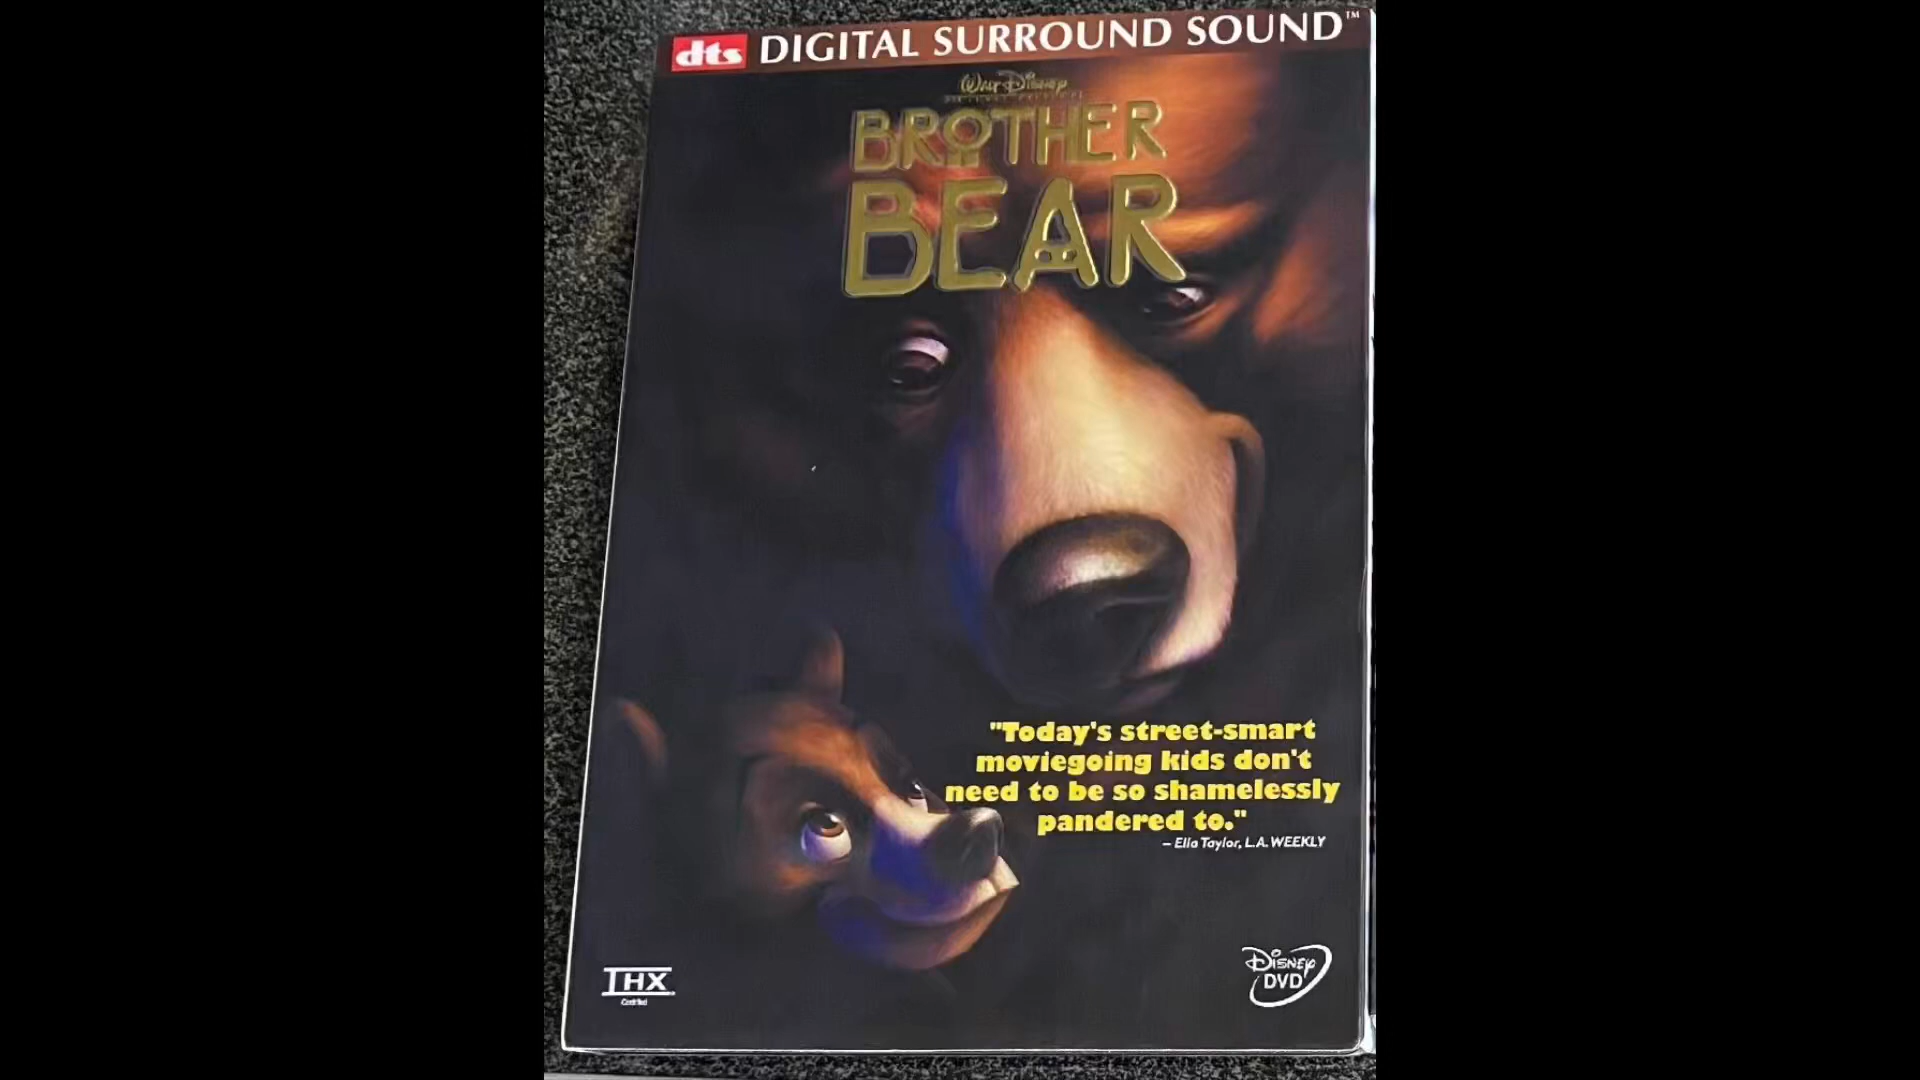 dts DIGITAL SURROUND SOUND™
WALT DISNEY
BROTHER
BEAR
"Today's street-smart
moviegoing kids don't
need to be so shamelessly
pandered to."
– Ella Taylor, L.A. WEEKLY
THX
Certified
DISNEY
DVD